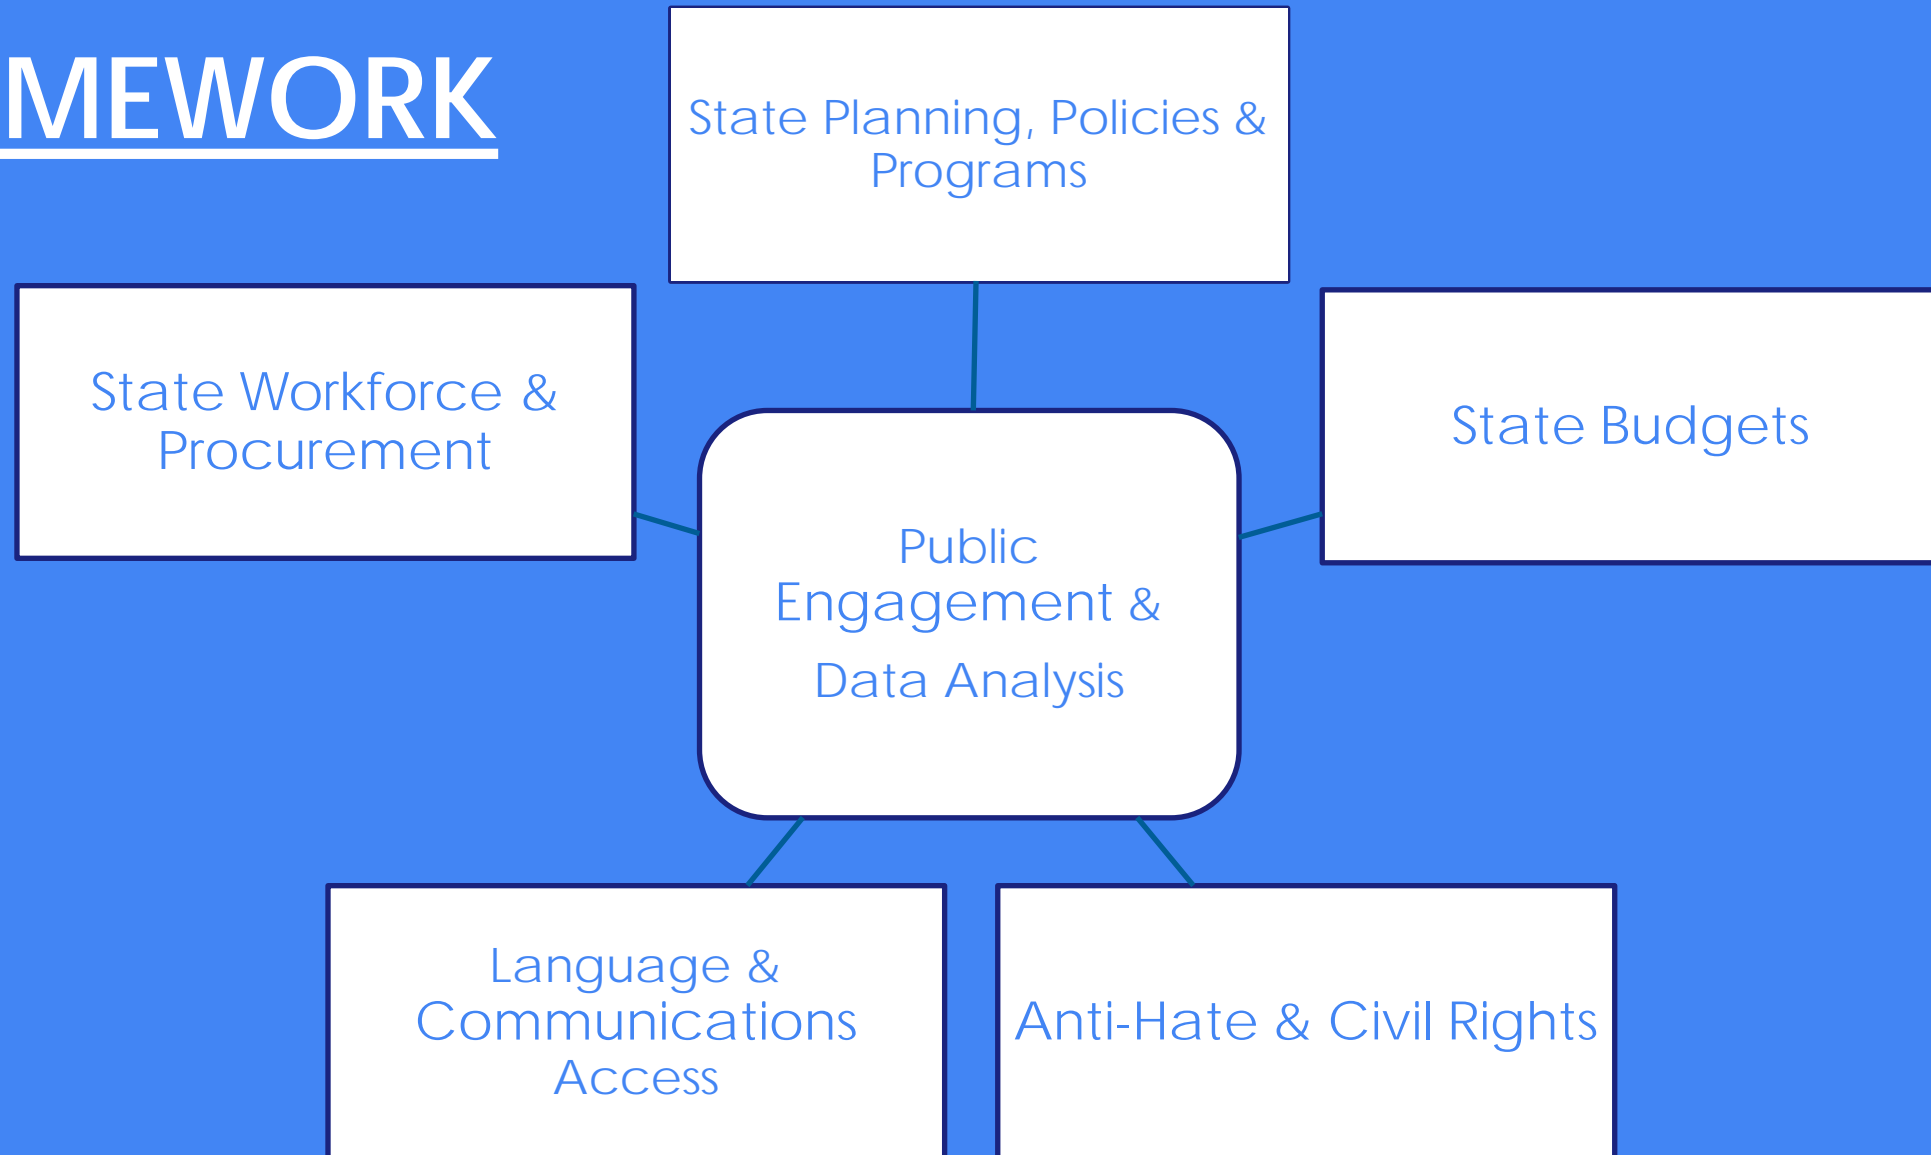 MEWORK
State Planning, Policies &
Programs
State Workforce &
Procurement
State Budgets
Public
Engagement &
Data Analysis
Language &
Communications
Access
Anti-Hate & Civil Rights